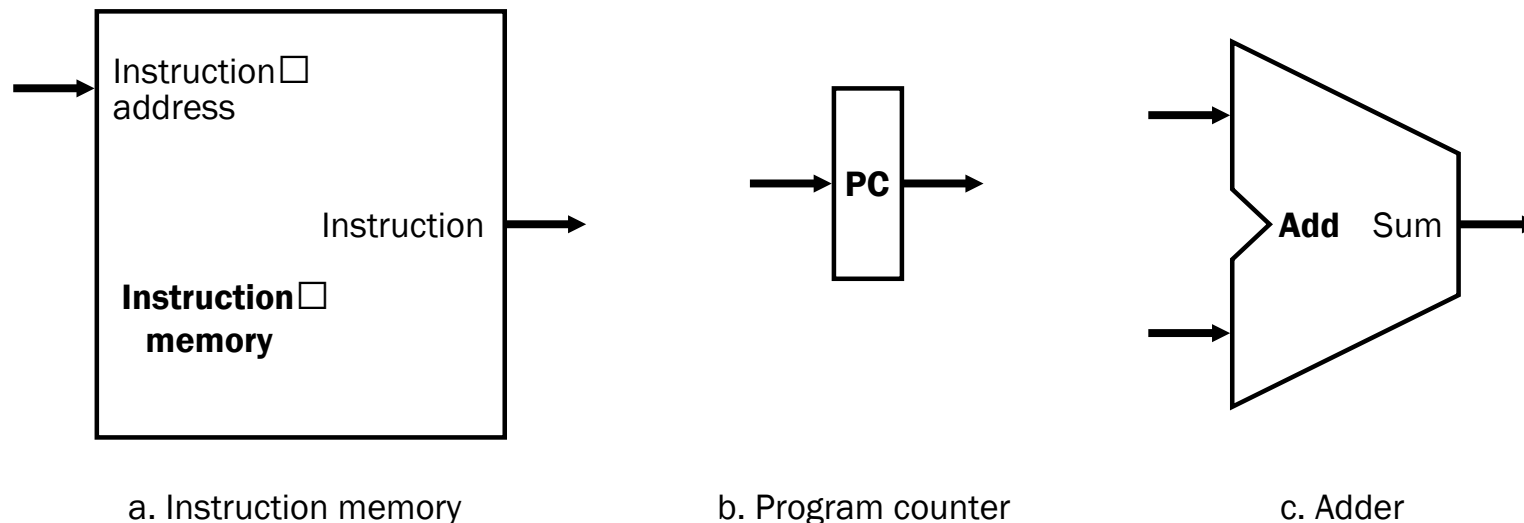 Instruction□
address
Instruction
Instruction□
memory
a. Instruction memory
PC
b. Program counter
Add Sum
c. Adder